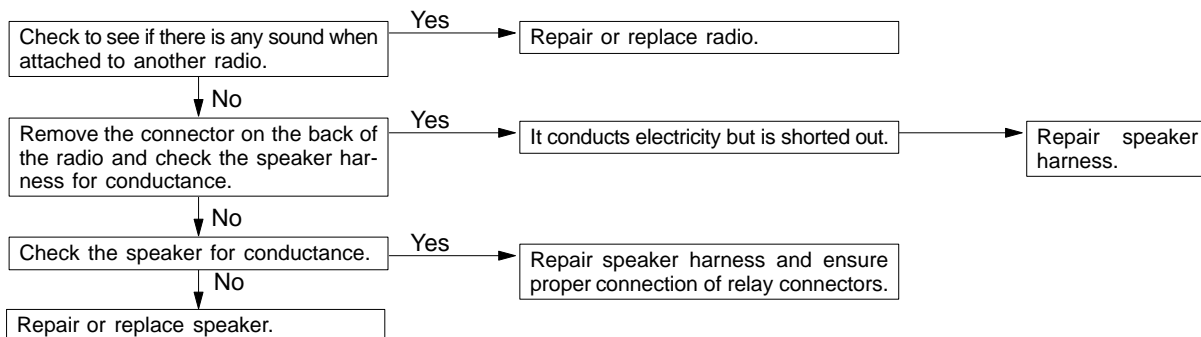 Check to see if there is any sound when
attached to another radio.
Yes
Repair or replace radio.
No
Remove the connector on the back of
the radio and check the speaker har-
ness for conductance.
Yes
It conducts electricity but is shorted out.
Repair speaker
harness.
No
Check the speaker for conductance.
Yes
Repair speaker harness and ensure
proper connection of relay connectors.
No
Repair or replace speaker.